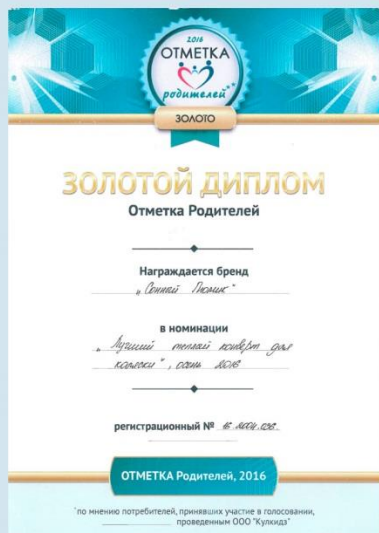 2016
ОТМЕТКА
родителей*
ЗОЛОТО
ЗОЛОТОЙ ДИПЛОМ
Отметка Родителей
Награждается бренд
"Сонный Гномик"
в номинации
"Лучший теплый конверт для
коляски", осень 2016
регистрационный №
ОТМЕТКА Родителей, 2016
*по мнению потребителей, принявших участие в голосовании,
проведенным ООО "Кулкидз"